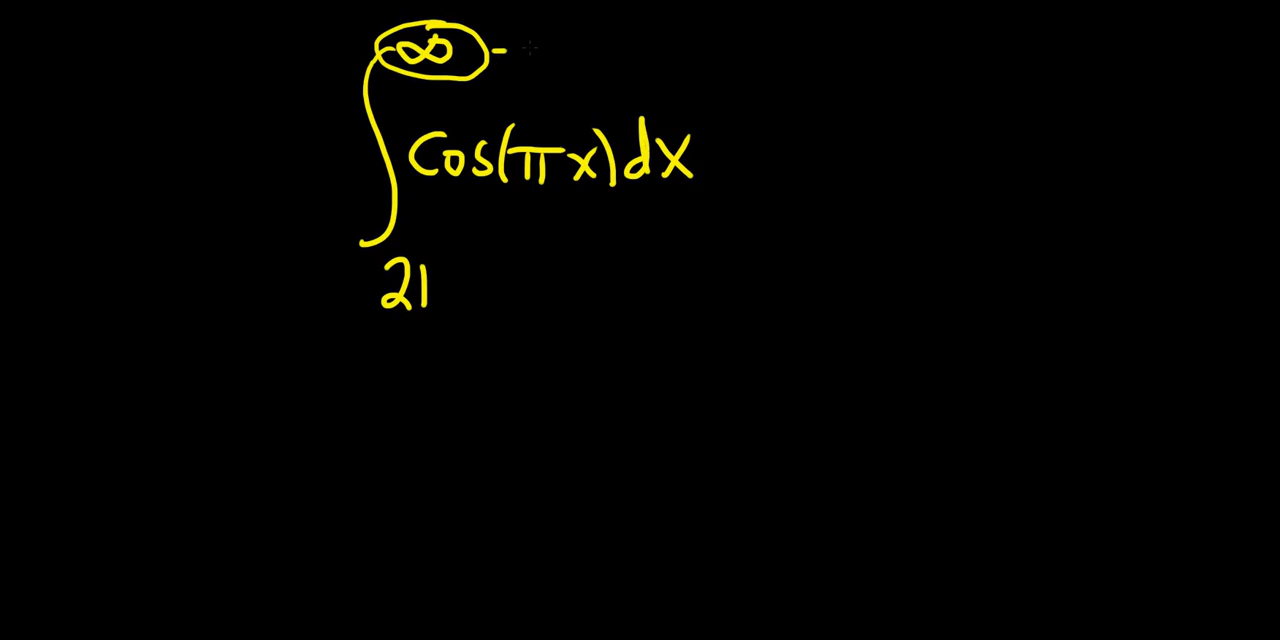 ∞ -
∫ cos(πx)dx
21